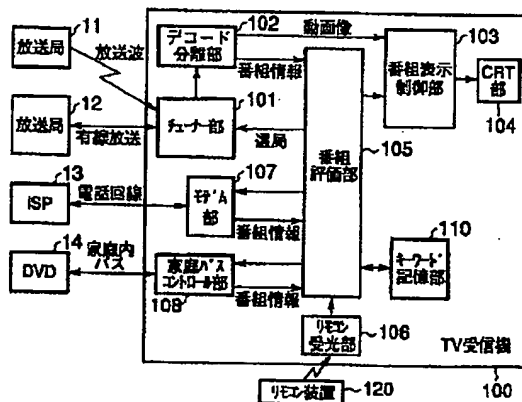 11
放送局
放送波
102
デコード
分離部
動画像
番組情報
103
番組表示
制御部
CRT
部
104
12
放送局
有線放送
101
チューナー部
選局
105
番組
評価部
13
ISP
電話回線
107
モデム
部
番組情報
14
DVD
家庭内
バス
家庭バス
コントロール部
108
番組情報
110
キーワード
記憶部
リモコン
受光部
106
TV受信機
100
リモコン装置
120